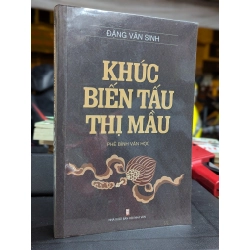 ĐẶNG VĂN SINH
KHÚC
BIẾN TẤU
THỊ MẦU
PHÊ BÌNH VĂN HỌC